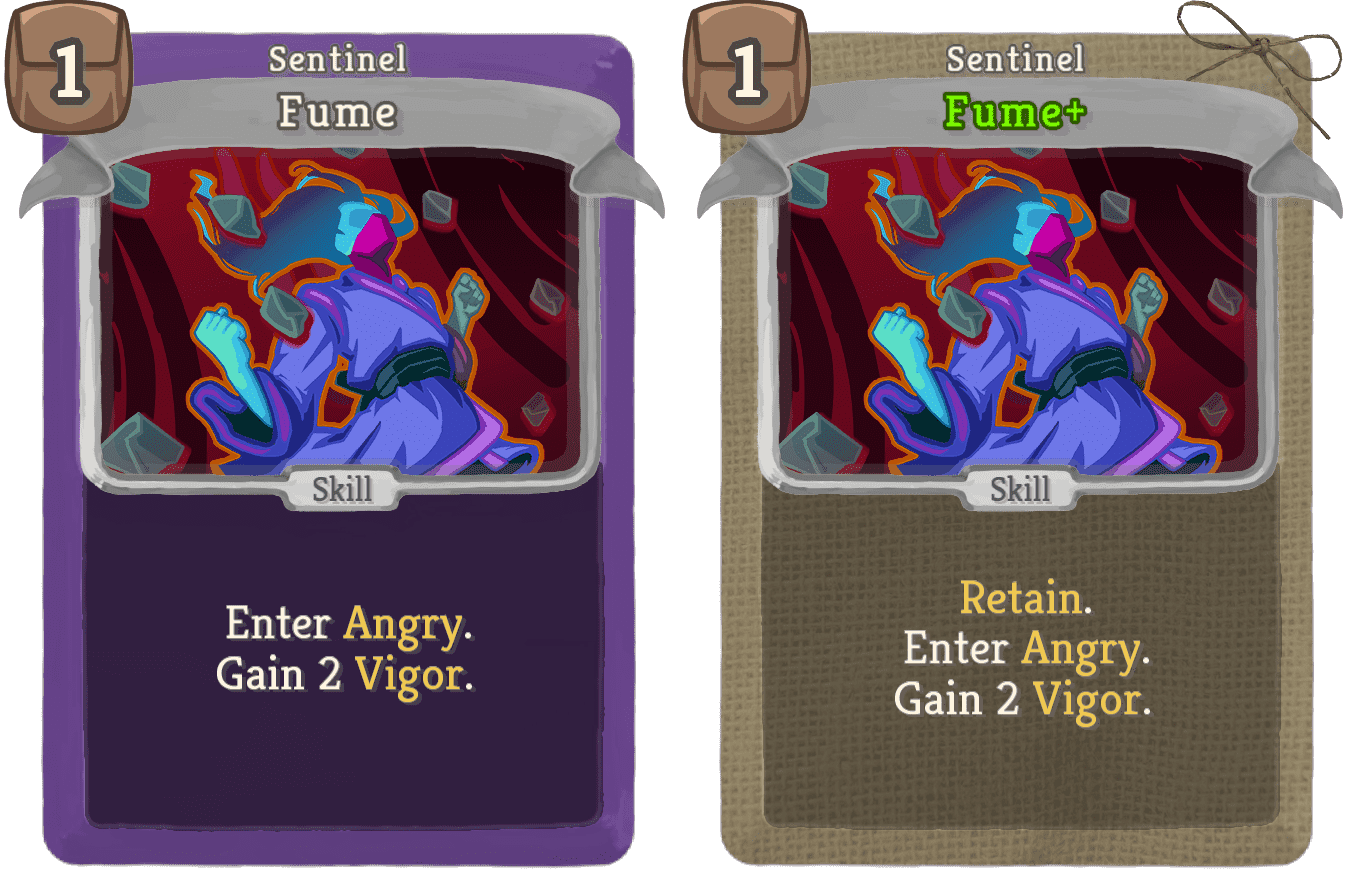 1
Sentinel
Fume
Skill
Enter Angry.
Gain 2 Vigor.
1
Sentinel
Fume+
Skill
Retain.
Enter Angry.
Gain 2 Vigor.